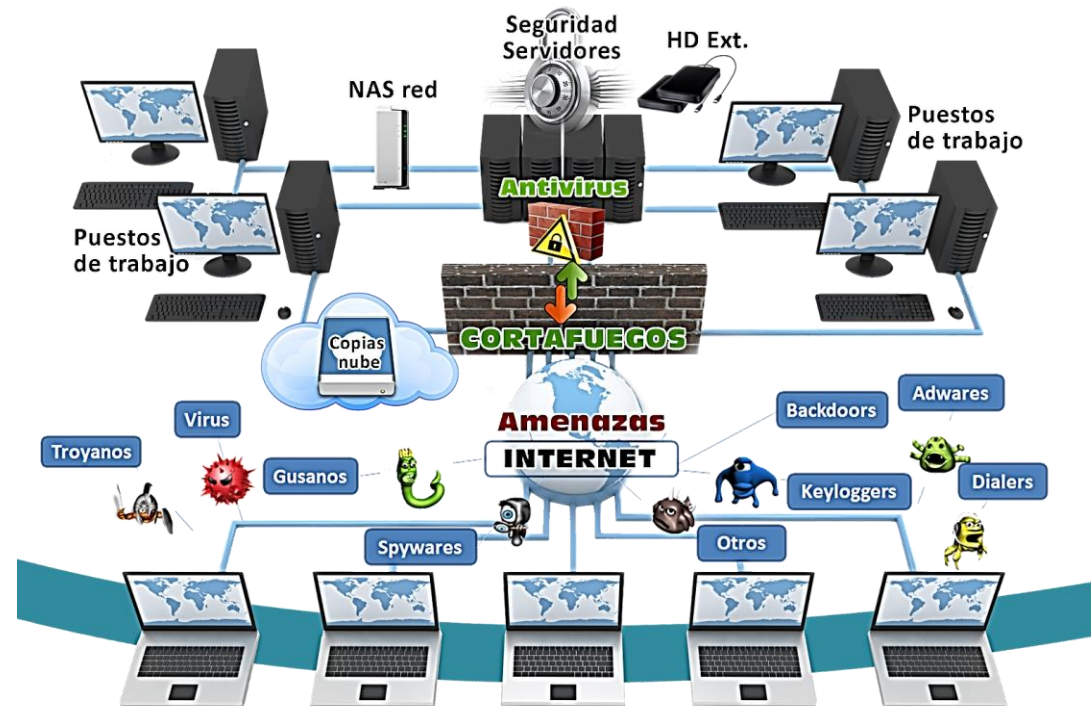 Seguridad
Servidores
HD Ext.
NAS red
Puestos
de trabajo
Antivirus
Puestos
de trabajo
CORTAFUEGOS
Copias
nube
Amenazas
INTERNET
Backdoors
Adwares
Virus
Troyanos
Gusanos
Keyloggers
Dialers
Spywares
Otros